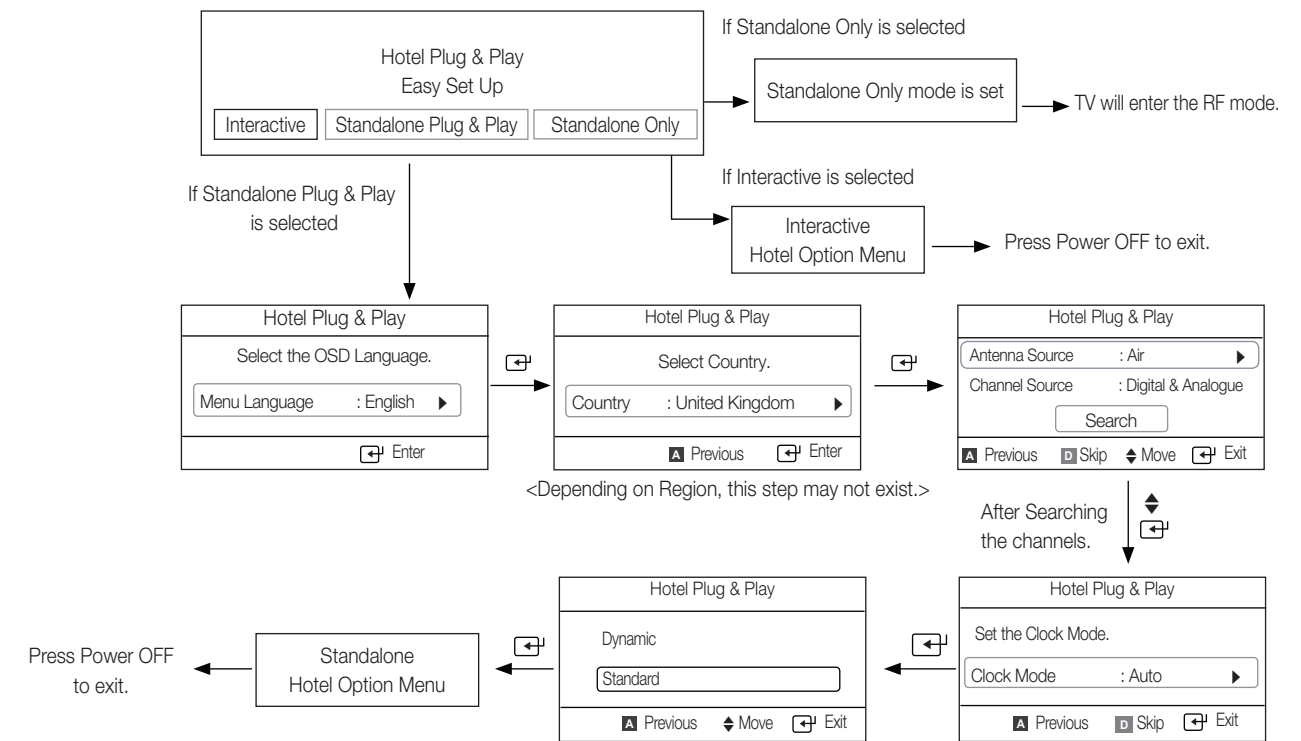 If Standalone Only is selected
Hotel Plug & Play
Easy Set Up
Interactive Standalone Plug & Play Standalone Only
Standalone Only mode is set
TV will enter the RF mode.
If Interactive is selected
Interactive
Hotel Option Menu
Press Power OFF to exit.
If Standalone Plug & Play
is selected
Hotel Plug & Play
Select the OSD Language.
Menu Language : English
Enter
Hotel Plug & Play
Select Country.
Country : United Kingdom
A Previous Enter
<Depending on Region, this step may not exist.>
Hotel Plug & Play
Antenna Source : Air
Channel Source : Digital & Analogue
Search
A Previous D Skip Move Exit
After Searching
the channels.
Hotel Plug & Play
Set the Clock Mode.
Clock Mode : Auto
A Previous D Skip Exit
Hotel Plug & Play
Dynamic
Standard
A Previous Move Exit
Standalone
Hotel Option Menu
Press Power OFF
to exit.